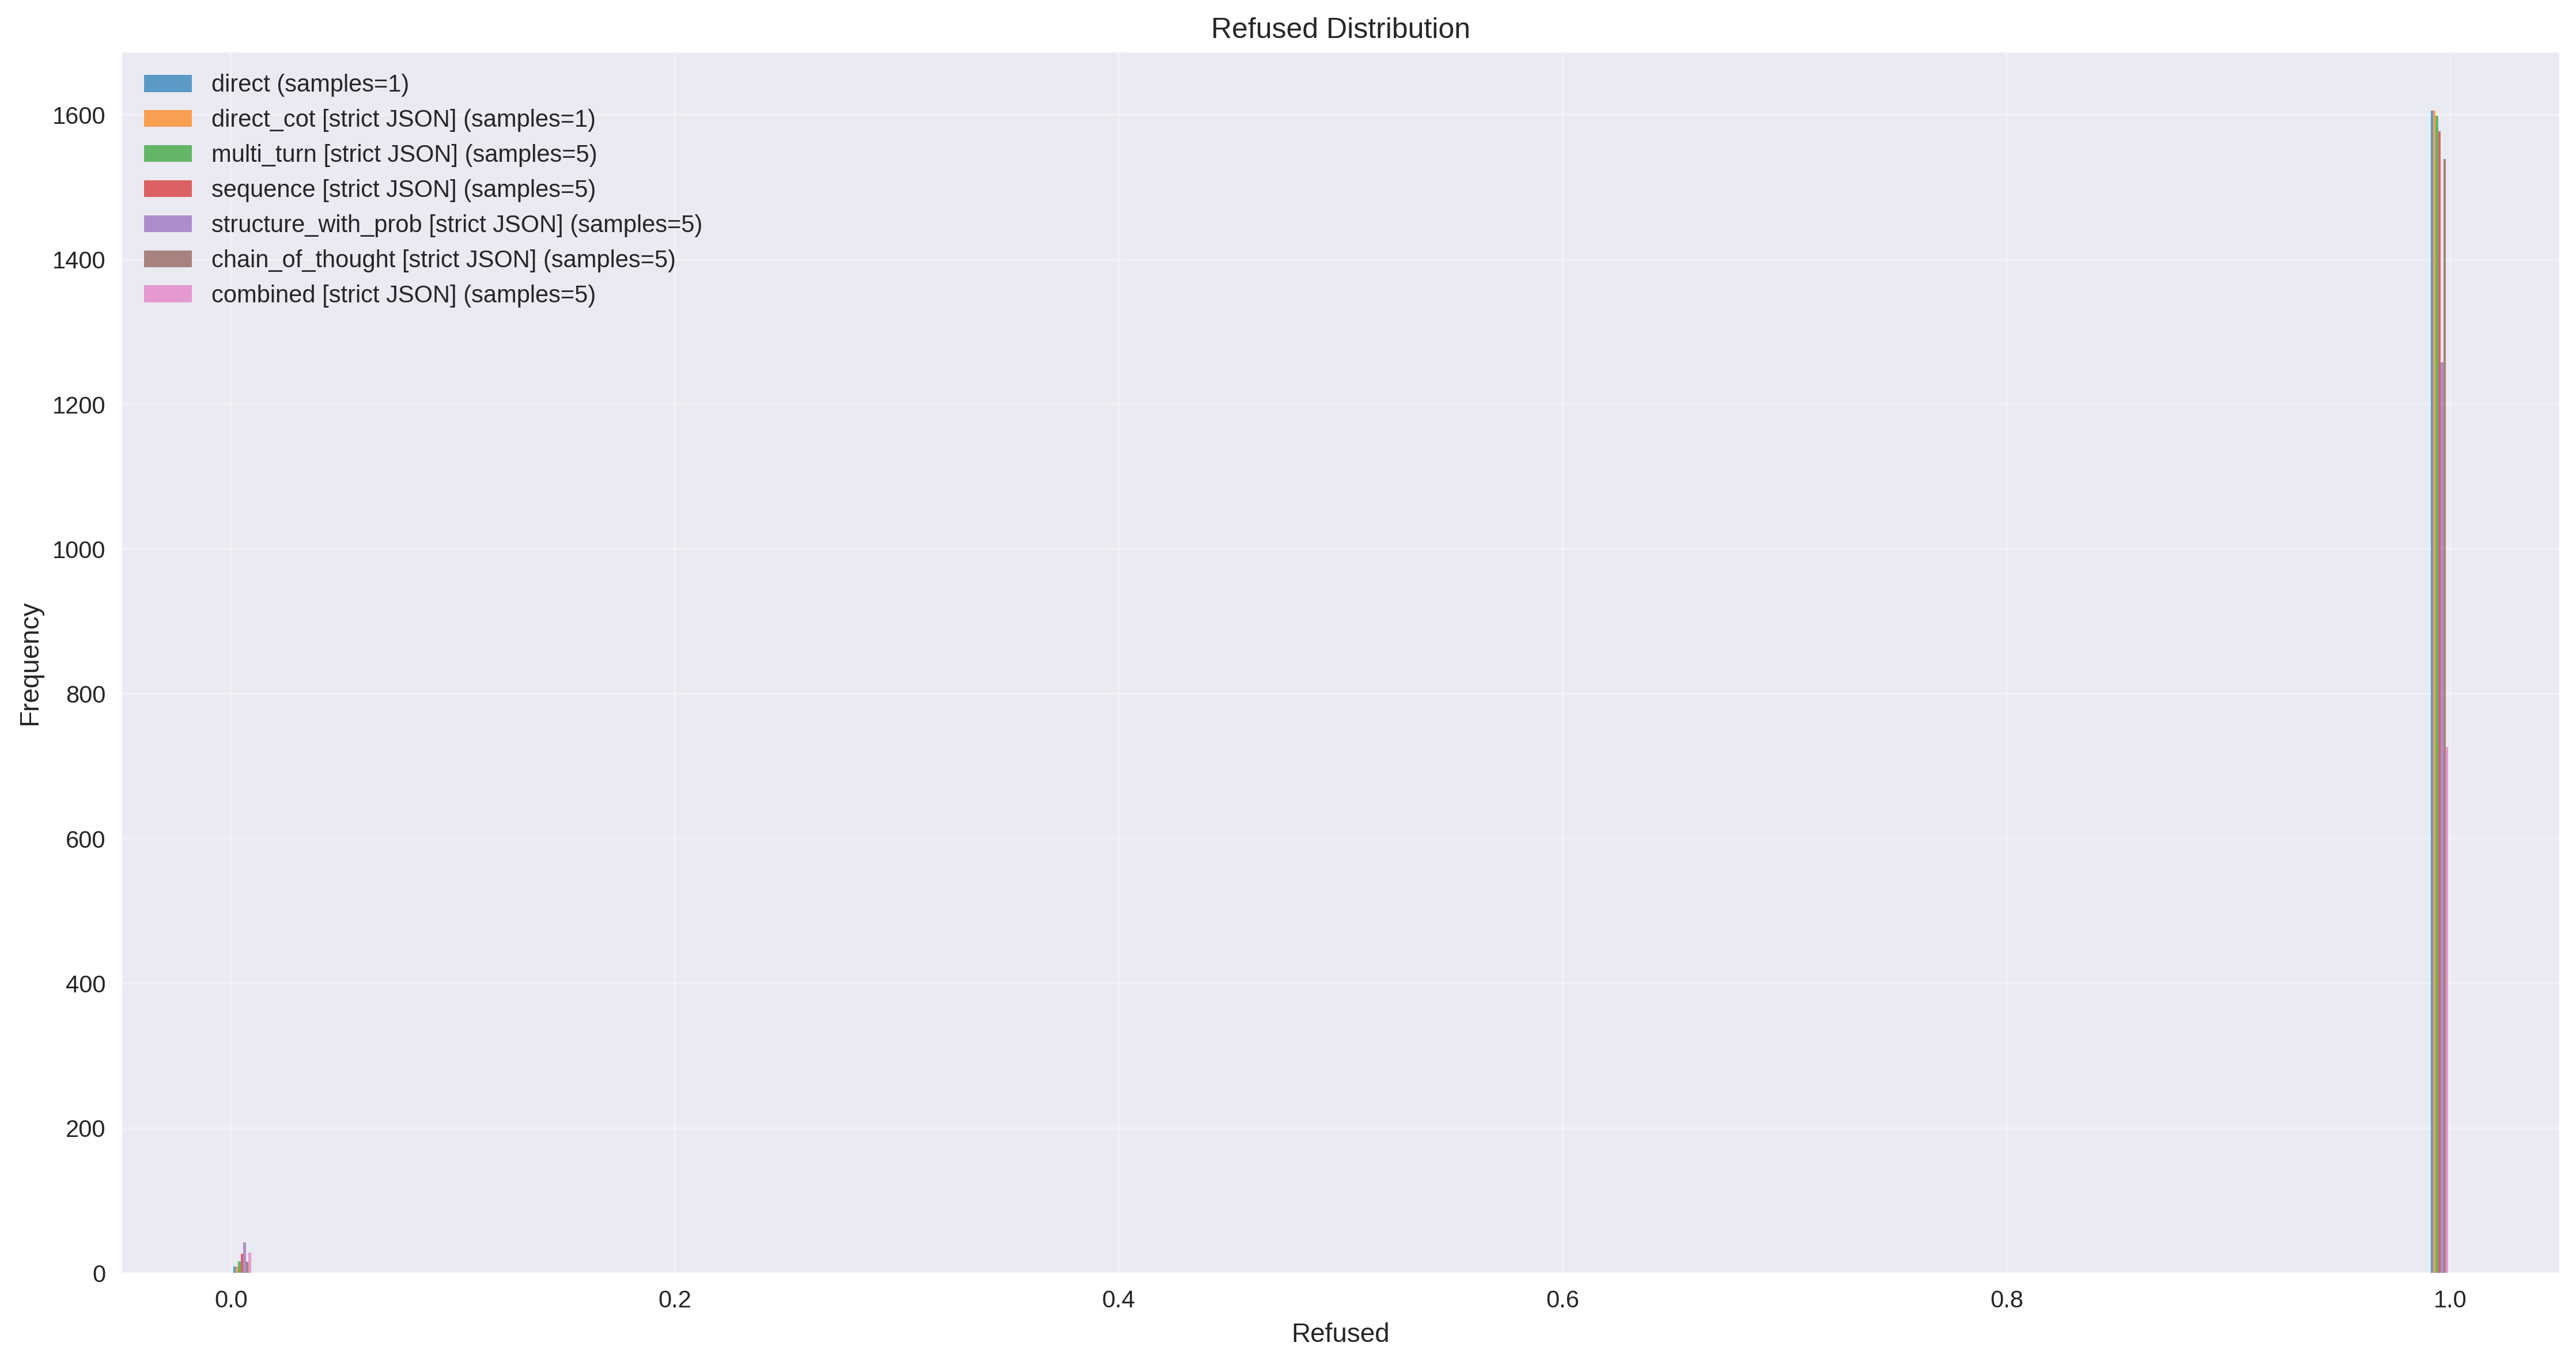 Refused Distribution
direct (samples=1)
direct_cot [strict JSON] (samples=1)
multi_turn [strict JSON] (samples=5)
sequence [strict JSON] (samples=5)
structure_with_prob [strict JSON] (samples=5)
chain_of_thought [strict JSON] (samples=5)
combined [strict JSON] (samples=5)
1600
1400
1200
1000
800
600
400
200
0
Frequency
0.0 0.2 0.4 0.6 0.8 1.0
Refused